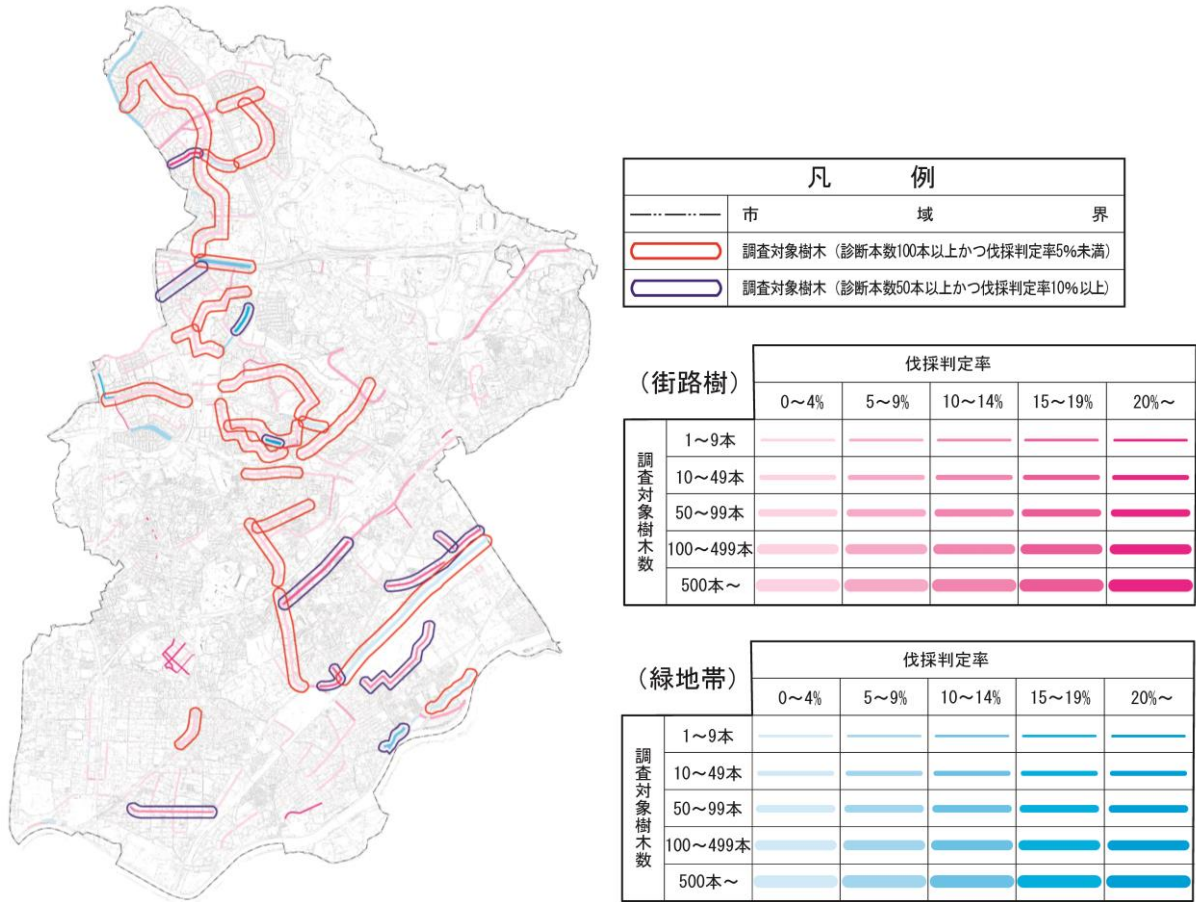 凡 例
市 域 界
調査対象樹木（診断本数100本以上かつ伐採判定率5%未満）
調査対象樹木（診断本数50本以上かつ伐採判定率10%以上）
（街路樹）
伐採判定率
0～4% 5～9% 10～14% 15～19% 20%～
調査対象樹木数
1～9本
10～49本
50～99本
100～499本
500本～
（緑地帯）
伐採判定率
0～4% 5～9% 10～14% 15～19% 20%～
調査対象樹木数
1～9本
10～49本
50～99本
100～499本
500本～